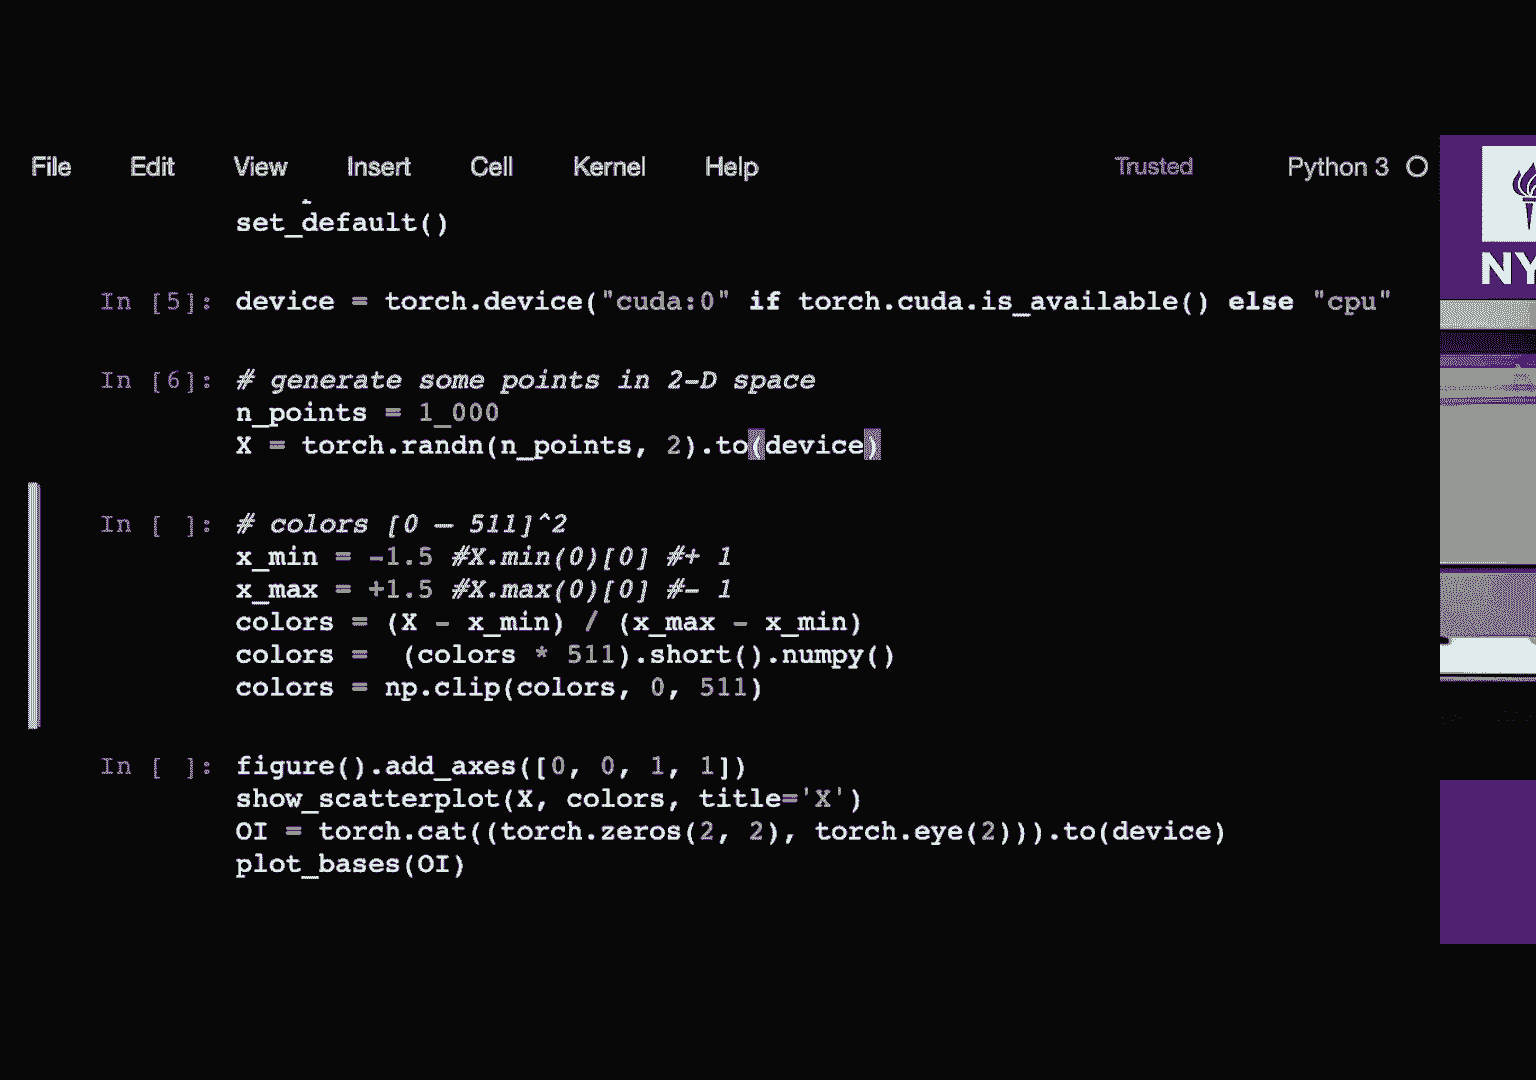 File Edit View Insert Cell Kernel Help Trusted Python 3
set_default()
In [5]: device = torch.device("cuda:0" if torch.cuda.is_available() else "cpu"
In [6]: # generate some points in 2-D space
n_points = 1_000
X = torch.randn(n_points, 2).to(device)
In [ ]: # colors [0 – 511]^2
x_min = -1.5 #X.min(0)[0] #+ 1
x_max = +1.5 #X.max(0)[0] #- 1
colors = (X - x_min) / (x_max - x_min)
colors =  (colors * 511).short().numpy()
colors = np.clip(colors, 0, 511)
In [ ]: figure().add_axes([0, 0, 1, 1])
show_scatterplot(X, colors, title='X')
OI = torch.cat((torch.zeros(2, 2), torch.eye(2))).to(device)
plot_bases(OI)
NY